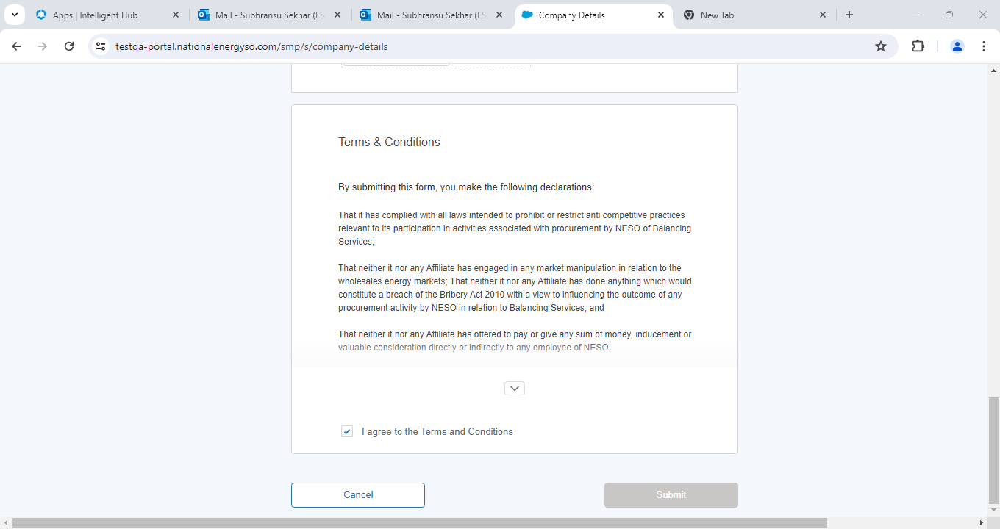 Apps | Intelligent Hub
Mail - Subhransu Sekhar (ES
Mail - Subhransu Sekhar (ES
Company Details
New Tab
testqa-portal.nationalenergyso.com/smp/s/company-details
Terms & Conditions
By submitting this form, you make the following declarations:
That it has complied with all laws intended to prohibit or restrict anti competitive practices
relevant to its participation in activities associated with procurement by NESO of Balancing
Services;
That neither it nor any Affiliate has engaged in any market manipulation in relation to the
wholesales energy markets; That neither it nor any Affiliate has done anything which would
constitute a breach of the Bribery Act 2010 with a view to influencing the outcome of any
procurement activity by NESO in relation to Balancing Services; and
That neither it nor any Affiliate has offered to pay or give any sum of money, inducement or
valuable consideration directly or indirectly to any employee of NESO.
I agree to the Terms and Conditions
Cancel
Submit